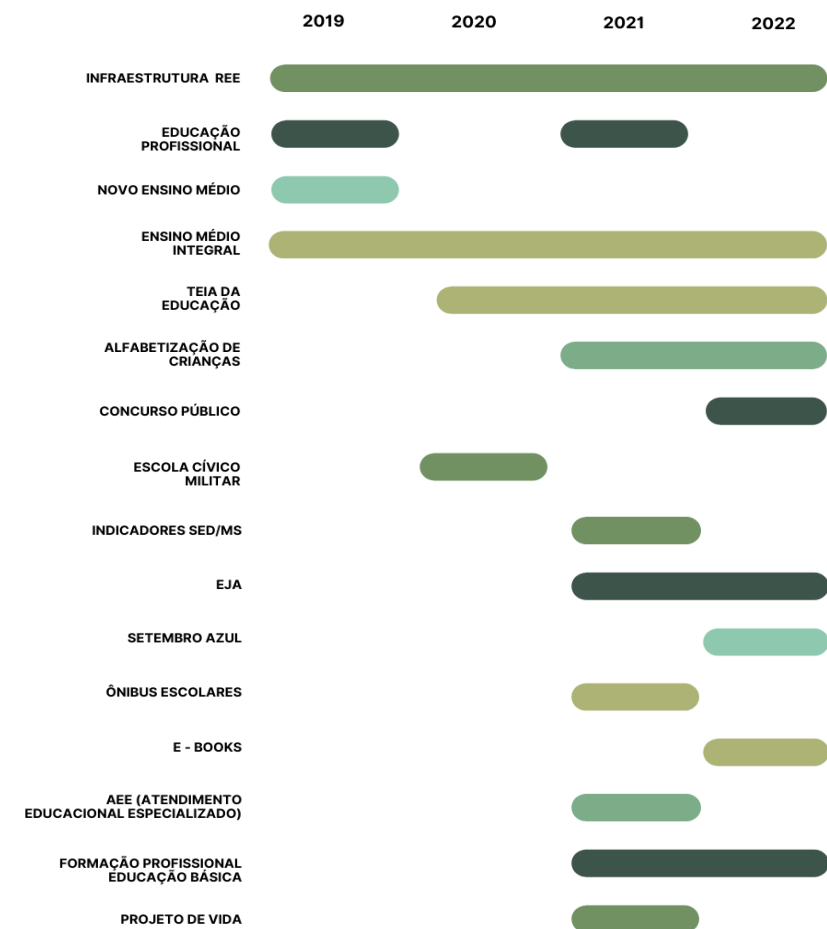 2019 2020 2021 2022
INFRAESTRUTURA REE
EDUCAÇÃO
PROFISSIONAL
NOVO ENSINO MÉDIO
ENSINO MÉDIO
INTEGRAL
TEIA DA
EDUCAÇÃO
ALFABETIZAÇÃO DE
CRIANÇAS
CONCURSO PÚBLICO
ESCOLA CÍVICO
MILITAR
INDICADORES SED/MS
EJA
SETEMBRO AZUL
ÔNIBUS ESCOLARES
E - BOOKS
AEE (ATENDIMENTO
EDUCACIONAL ESPECIALIZADO)
FORMAÇÃO PROFISSIONAL
EDUCAÇÃO BÁSICA
PROJETO DE VIDA